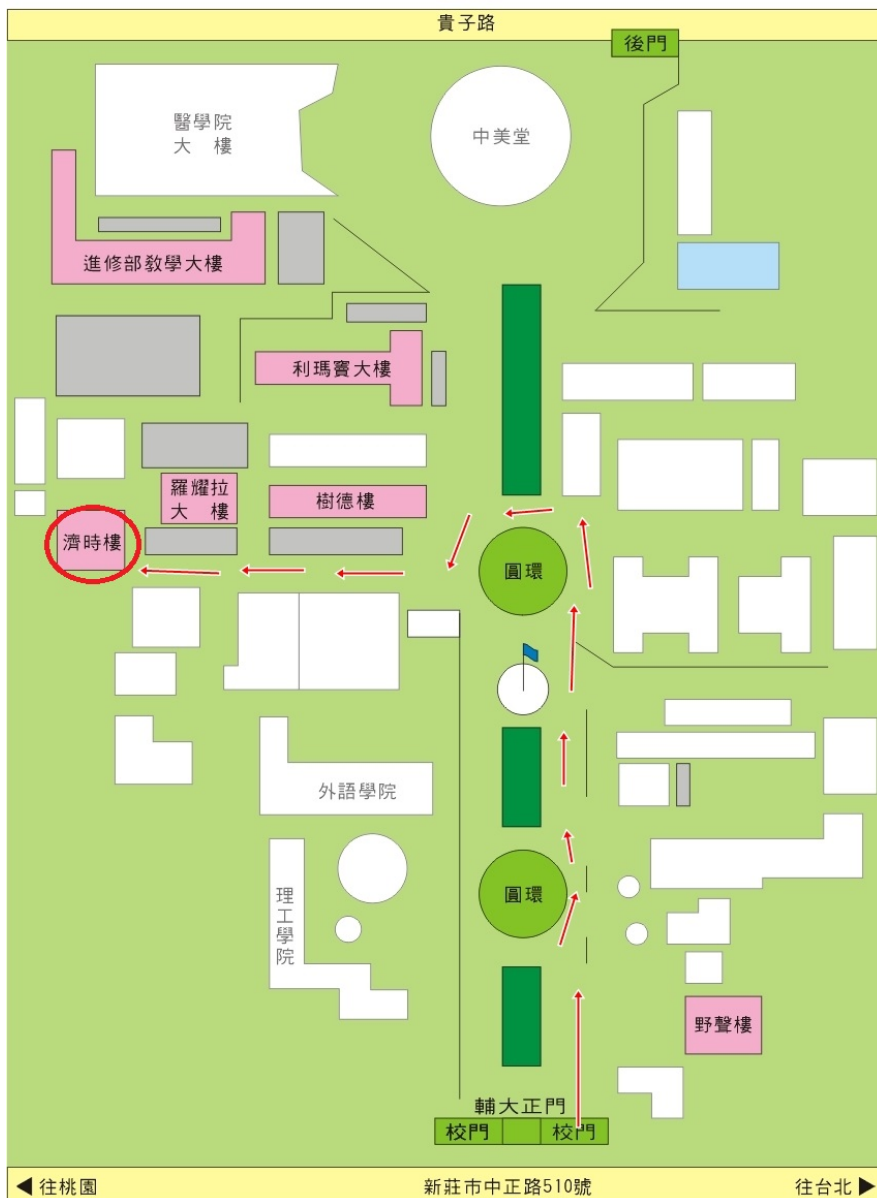 貴子路
後門
醫學院
大樓
中美堂
進修部教學大樓
利瑪竇大樓
羅耀拉
大樓
樹德樓
濟時樓
圓環
外語學院
圓環
理工學院
野聲樓
輔大正門
校門 校門
◀往桃園 新莊市中正路510號 往台北▶